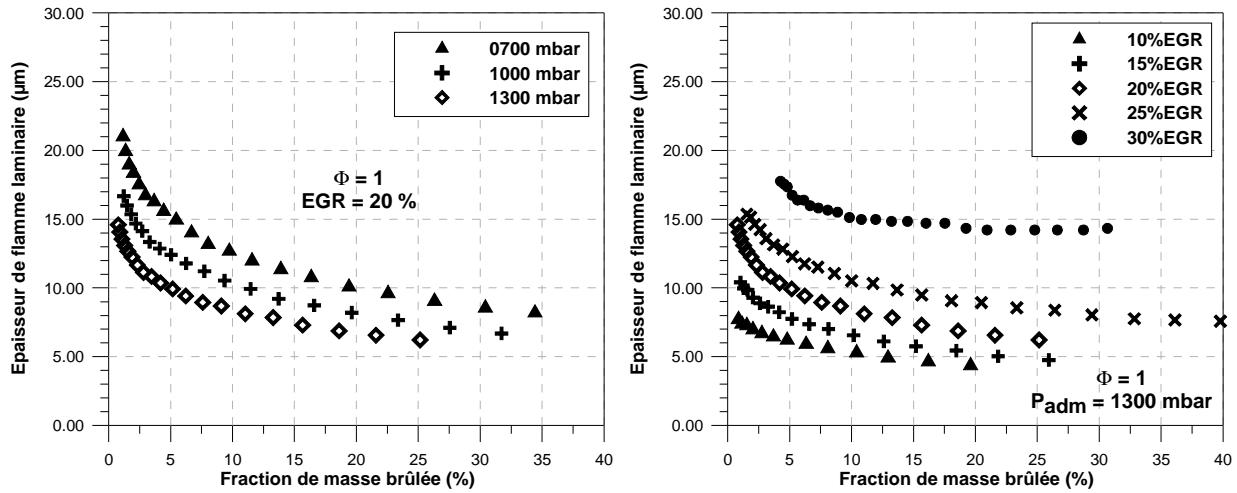 30.00
25.00
20.00
15.00
10.00
5.00
0.00
Epaisseur de flamme laminaire (µm)
0700 mbar
1000 mbar
1300 mbar
Φ = 1
EGR = 20 %
0 5 10 15 20 25 30 35 40
Fraction de masse brûlée (%)
30.00
25.00
20.00
15.00
10.00
5.00
0.00
Epaisseur de flamme laminaire (µm)
10%EGR
15%EGR
20%EGR
25%EGR
30%EGR
Φ = 1
Padm = 1300 mbar
0 5 10 15 20 25 30 35 40
Fraction de masse brûlée (%)